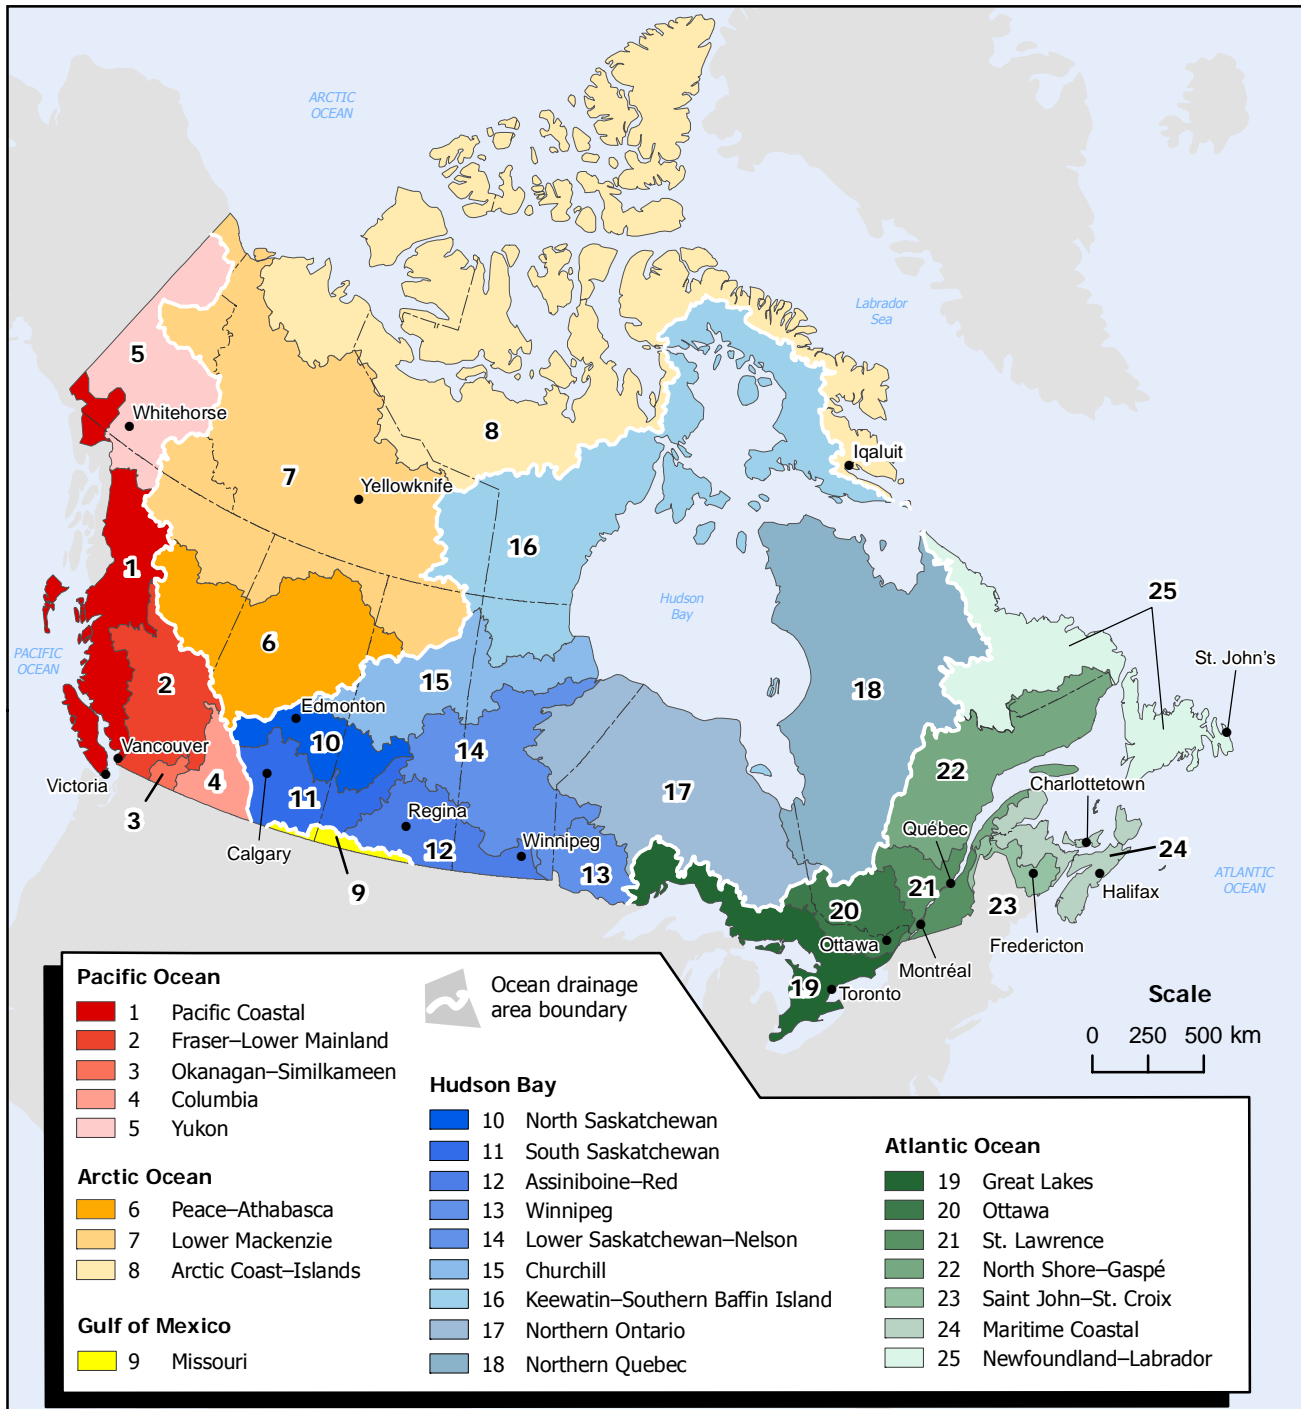 ARCTIC
OCEAN
Labrador
Sea
5
Whitehorse
8
Iqaluit
7
Yellowknife
16
1
Hudson
Bay
25
PACIFIC
OCEAN
6
St. John's
2
15
18
Edmonton
10
14
Vancouver
22
Victoria
4
Charlottetown
11
17
3
Regina
Québec
Calgary
12
Winnipeg
24
9
13
21
ATLANTIC
OCEAN
Halifax
20
23
Ottawa
Fredericton
Montréal
19
Toronto
Scale
0 250 500 km
Pacific Ocean
1 Pacific Coastal
2 Fraser–Lower Mainland
3 Okanagan–Similkameen
4 Columbia
5 Yukon
Arctic Ocean
6 Peace–Athabasca
7 Lower Mackenzie
8 Arctic Coast–Islands
Gulf of Mexico
9 Missouri
Ocean drainage
area boundary
Hudson Bay
10 North Saskatchewan
11 South Saskatchewan
12 Assiniboine–Red
13 Winnipeg
14 Lower Saskatchewan–Nelson
15 Churchill
16 Keewatin–Southern Baffin Island
17 Northern Ontario
18 Northern Quebec
Atlantic Ocean
19 Great Lakes
20 Ottawa
21 St. Lawrence
22 North Shore–Gaspé
23 Saint John–St. Croix
24 Maritime Coastal
25 Newfoundland–Labrador